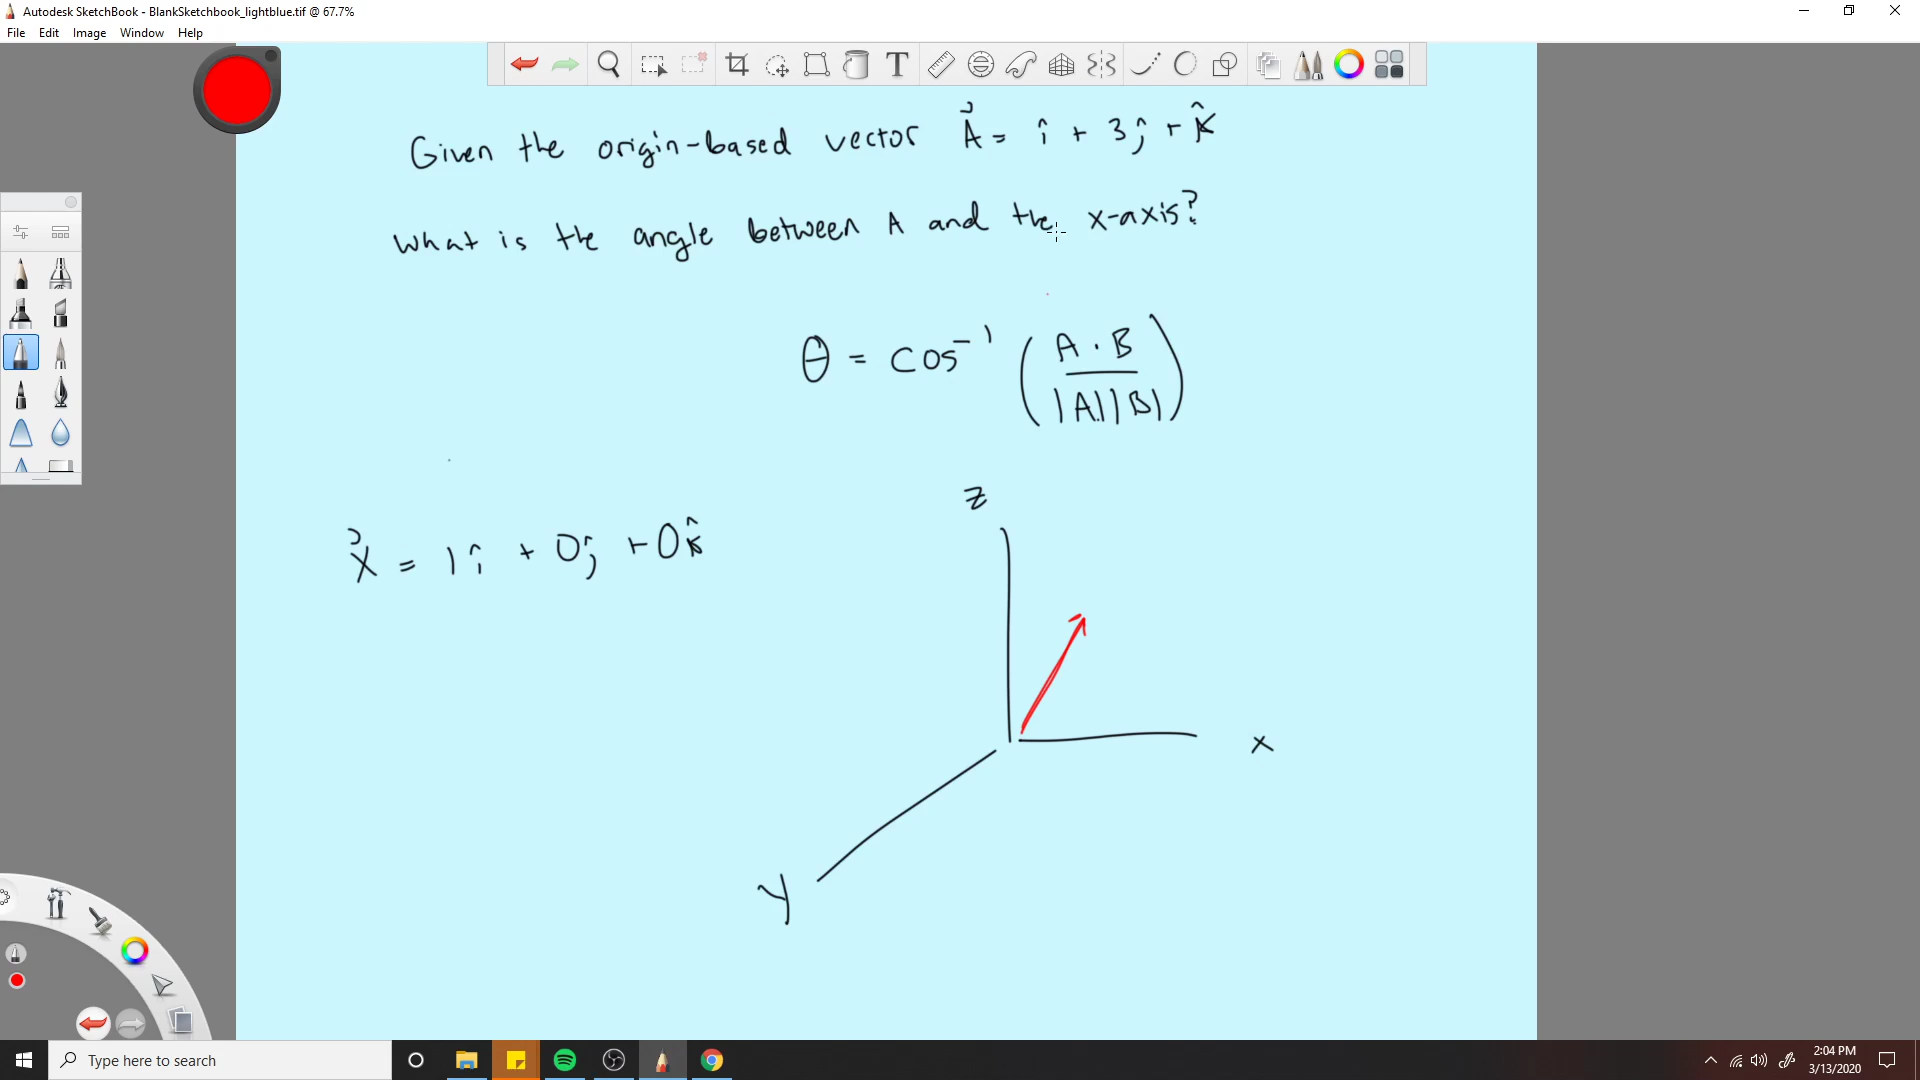 Autodesk SketchBook - BlankSketchbook_lightblue.tif @ 67.7%
File Edit Image Window Help
T
Given the origin-based vector A⃗ = î + 3ĵ + k̂
What is the angle between A and the x-axis?
θ = cos⁻¹ (A · B / |A||B|)
X⃗ = 1î + 0ĵ + 0k̂
z
x
y
Type here to search
2:04 PM
3/13/2020